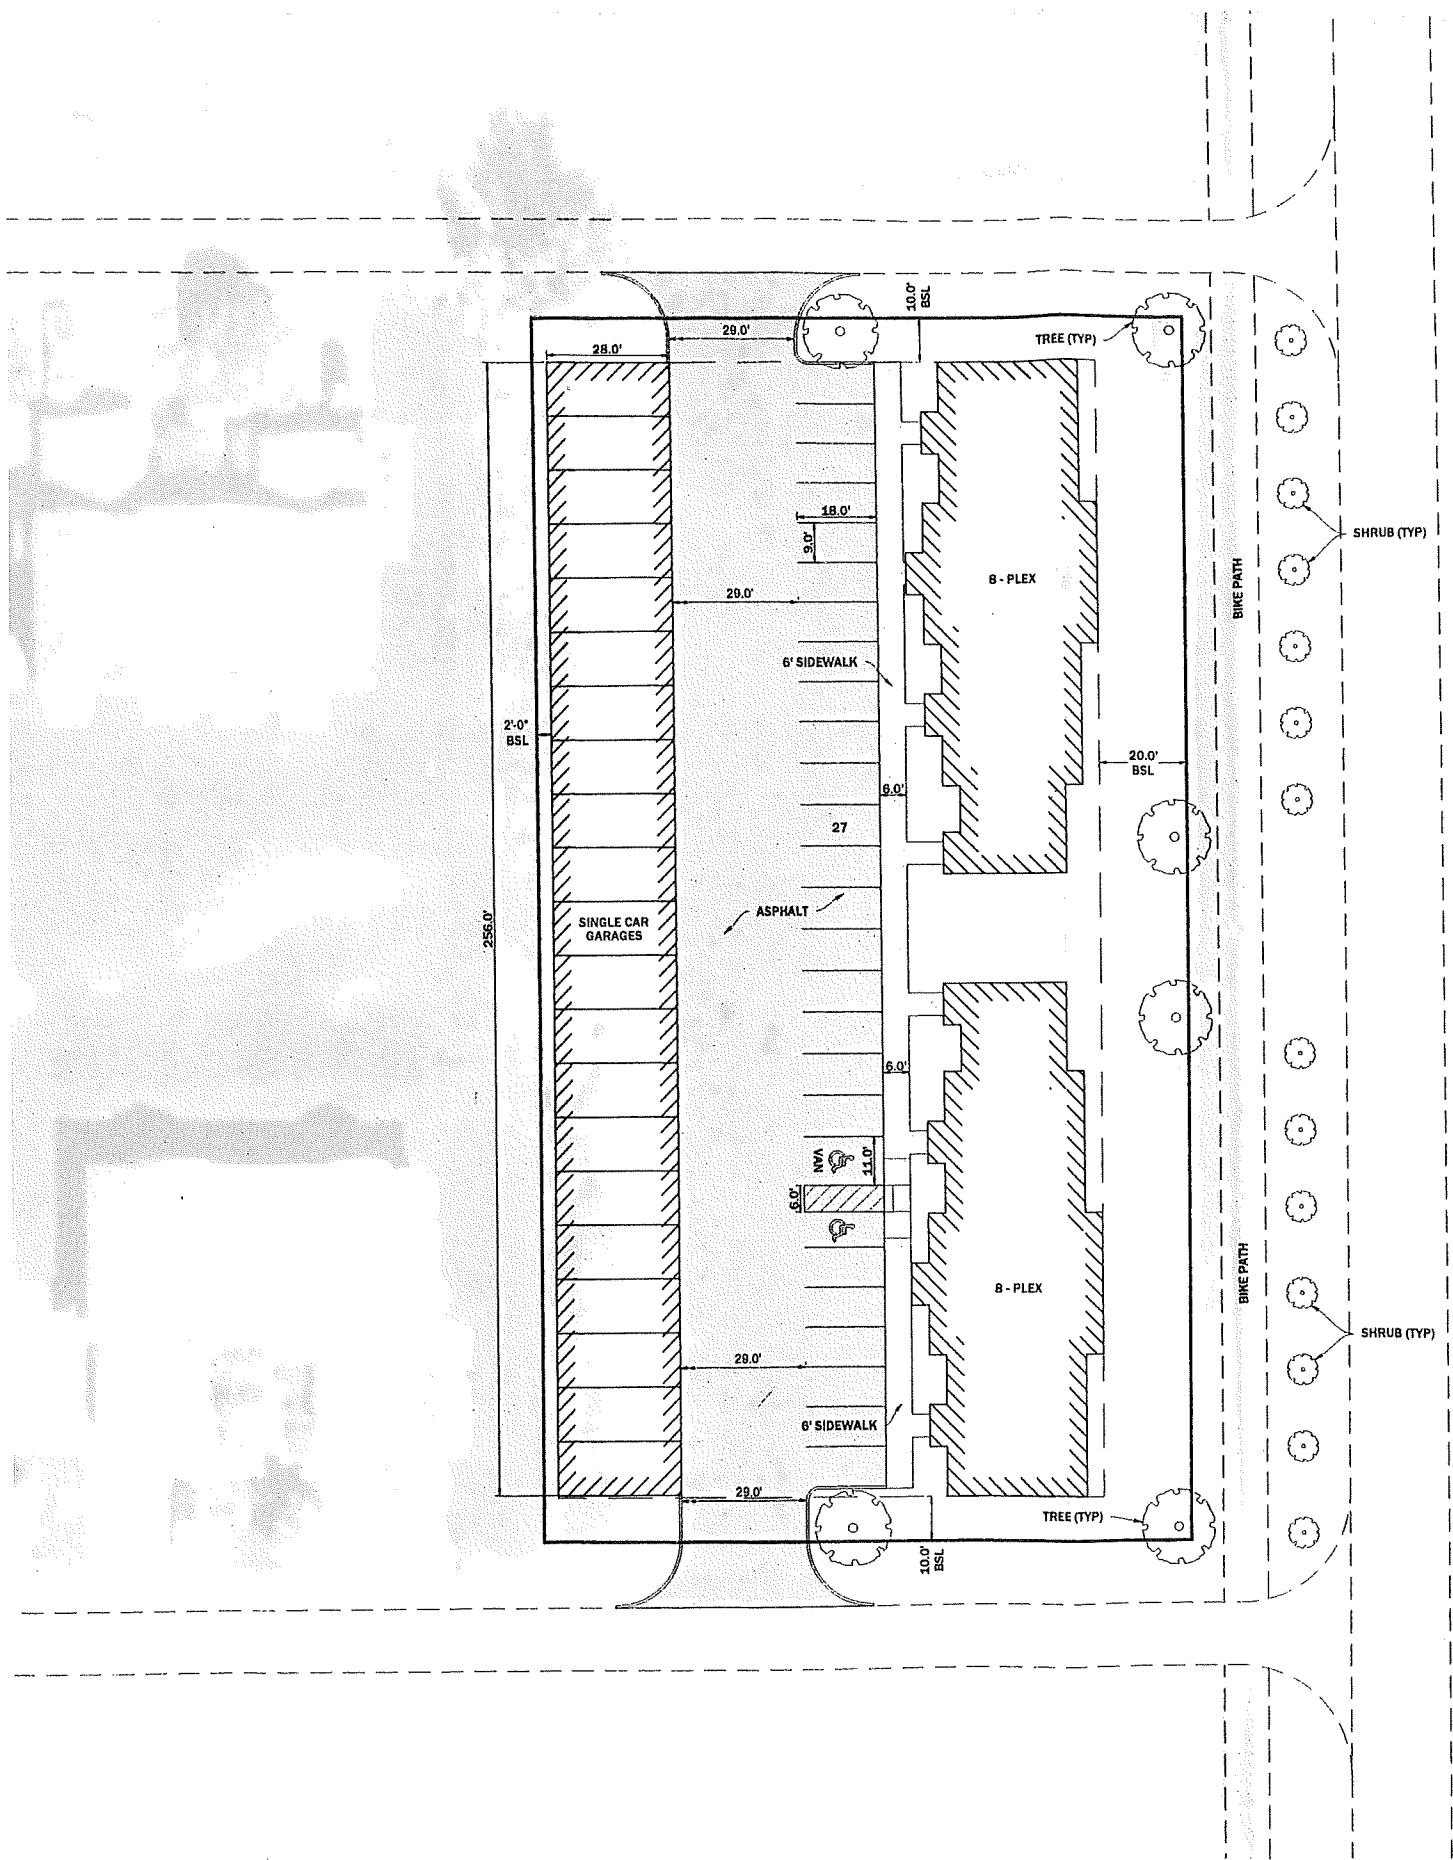 10.0'
BSL
29.0'
TREE (TYP)
28.0'
18.0'
9.0'
SHRUB (TYP)
8 - PLEX
BIKE PATH
29.0'
6' SIDEWALK
2'-0"
BSL
20.0'
BSL
6.0'
27
ASPHALT
SINGLE CAR
GARAGES
256.0'
6.0'
VAN
11.0'
6.0'
BIKE PATH
8 - PLEX
SHRUB (TYP)
29.0'
6' SIDEWALK
29.0'
TREE (TYP)
10.0'
BSL